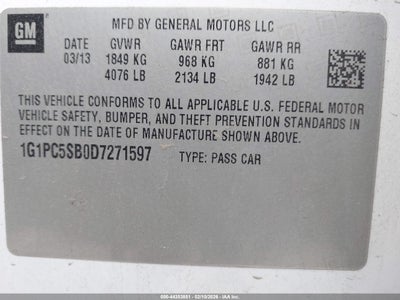 GM
MFD BY GENERAL MOTORS LLC
DATE GVWR GAWR FRT GAWR RR
03/13 1849 KG 968 KG 881 KG
4076 LB 2134 LB 1942 LB
THIS VEHICLE CONFORMS TO ALL APPLICABLE U.S. FEDERAL MOTOR
VEHICLE SAFETY, BUMPER, AND THEFT PREVENTION STANDARDS IN
EFFECT ON THE DATE OF MANUFACTURE SHOWN ABOVE.
1G1PC5SB0D7271597 TYPE: PASS CAR